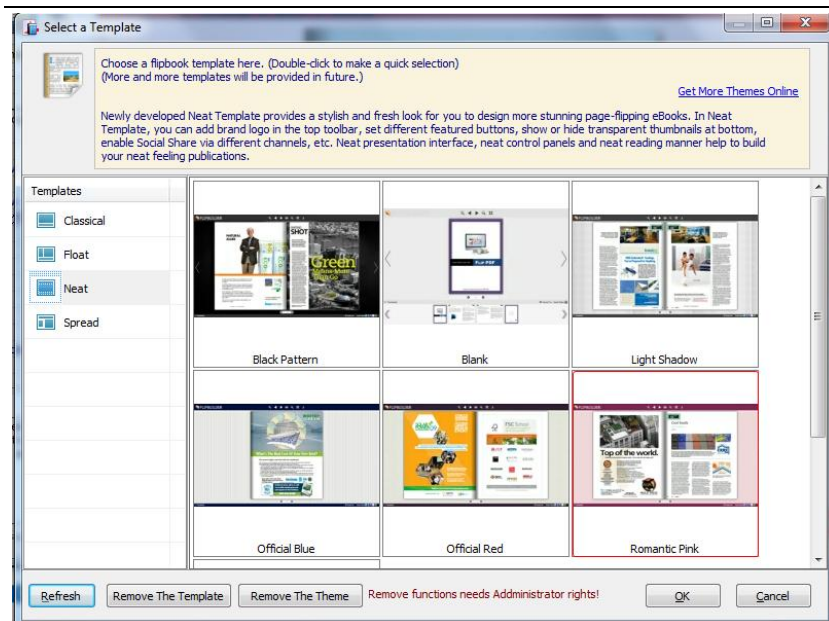 Select a Template
Choose a flipbook template here. (Double-click to make a quick selection)
(More and more templates will be provided in future.)
Get More Themes Online
Newly developed Neat Template provides a stylish and fresh look for you to design more stunning page-flipping eBooks. In Neat
Template, you can add brand logo in the top toolbar, set different featured buttons, show or hide transparent thumbnails at bottom,
enable Social Share via different channels, etc. Neat presentation interface, neat control panels and neat reading manner help to build
your neat feeling publications.
Templates
Classical
Float
Neat
Spread
SHOT
Green
Black Pattern
Blank
Light Shadow
Top of the world.
Official Blue
Official Red
Romantic Pink
Refresh
Remove The Template
Remove The Theme
Remove functions needs Addministrator rights!
OK
Cancel